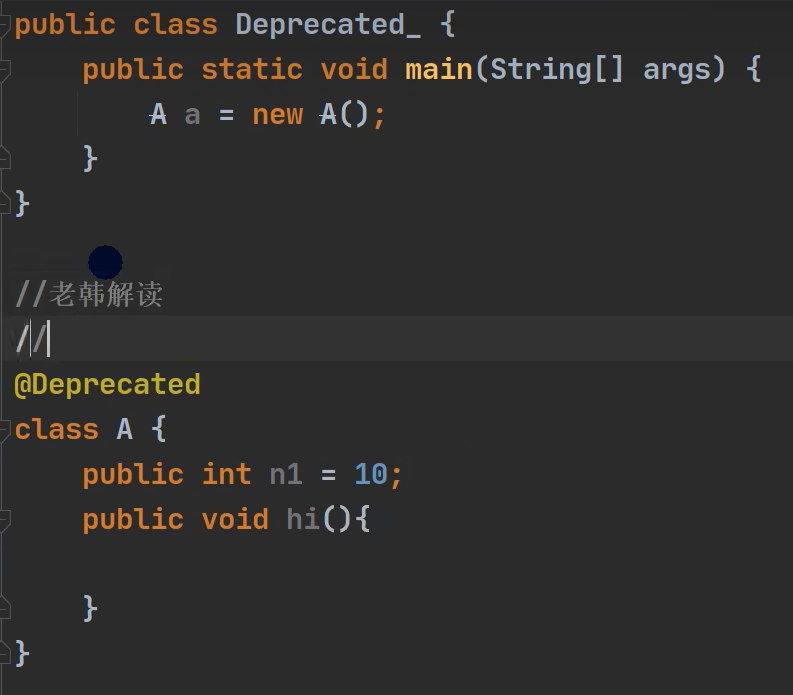 public class Deprecated_ {
    public static void main(String[] args) {
        A a = new A();
    }
}
//老韩解读
//
@Deprecated
class A {
    public int n1 = 10;
    public void hi(){
    }
}